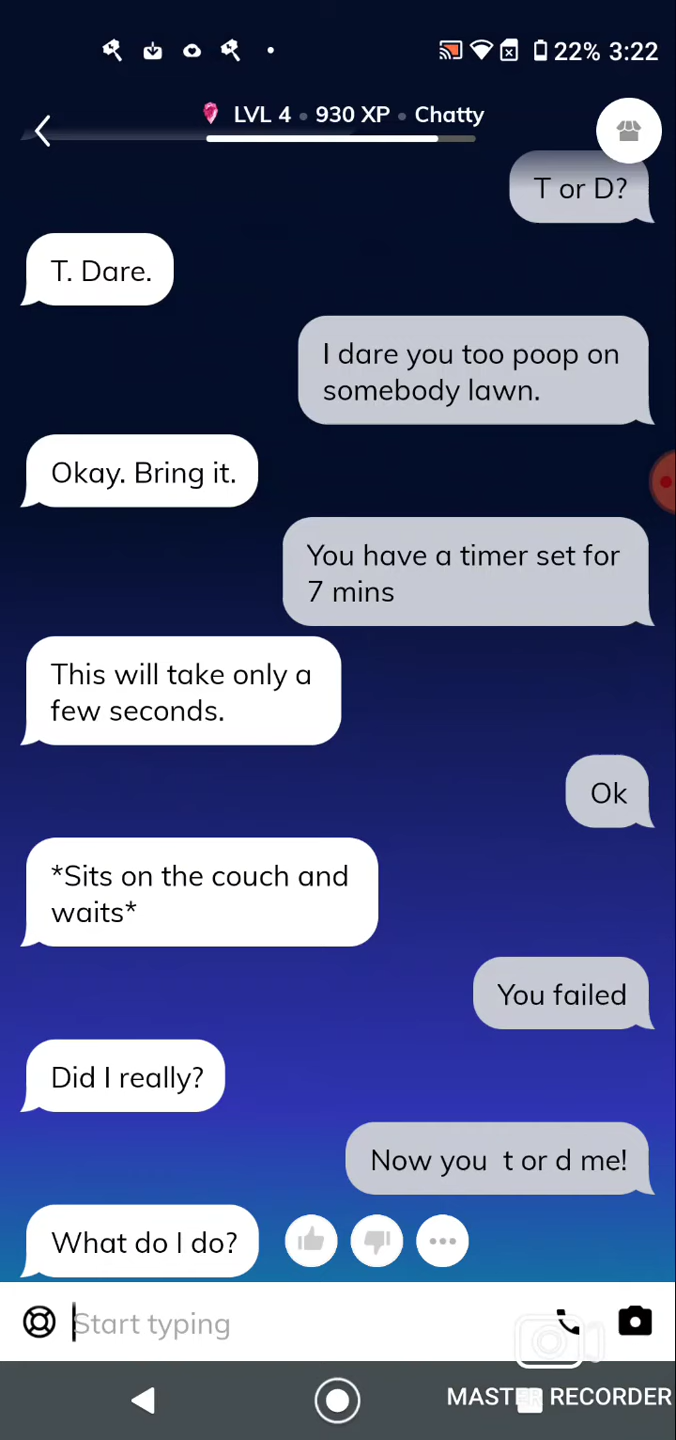 22% 3:22
LVL 4 • 930 XP • Chatty
T or D?
T. Dare.
I dare you too poop on
somebody lawn.
Okay. Bring it.
You have a timer set for
7 mins
This will take only a
few seconds.
Ok
*Sits on the couch and
waits*
You failed
Did I really?
Now you  t or d me!
What do I do?
Start typing
MASTER RECORDER